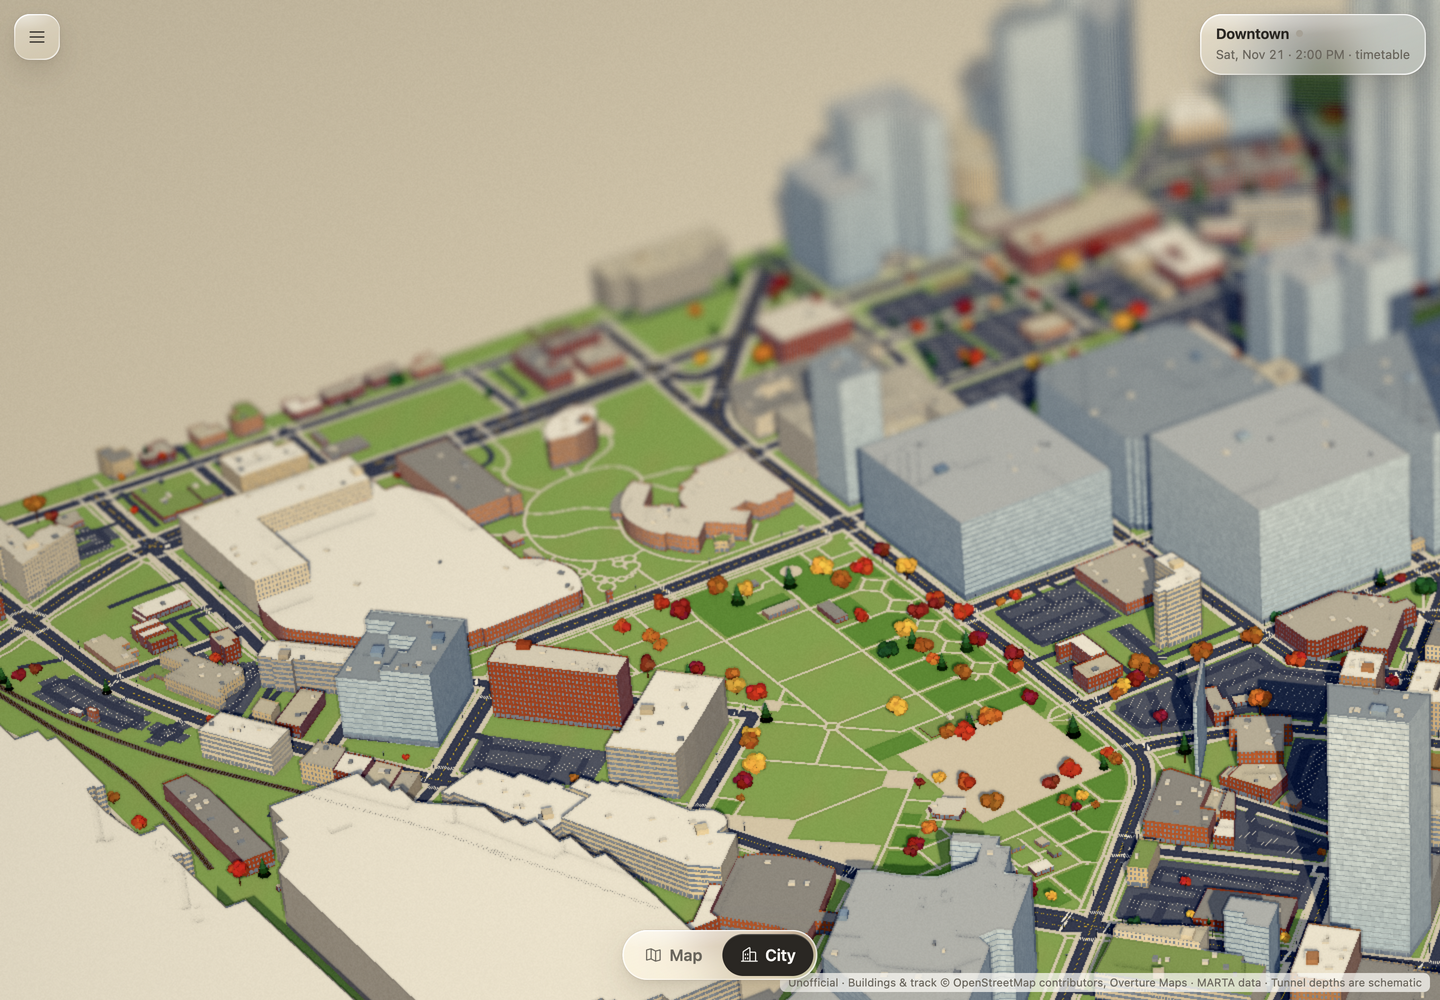 Downtown
Sat, Nov 21 · 2:00 PM · timetable
Map
City
Unofficial · Buildings & track © OpenStreetMap contributors, Overture Maps · MARTA data · Tunnel depths are schematic